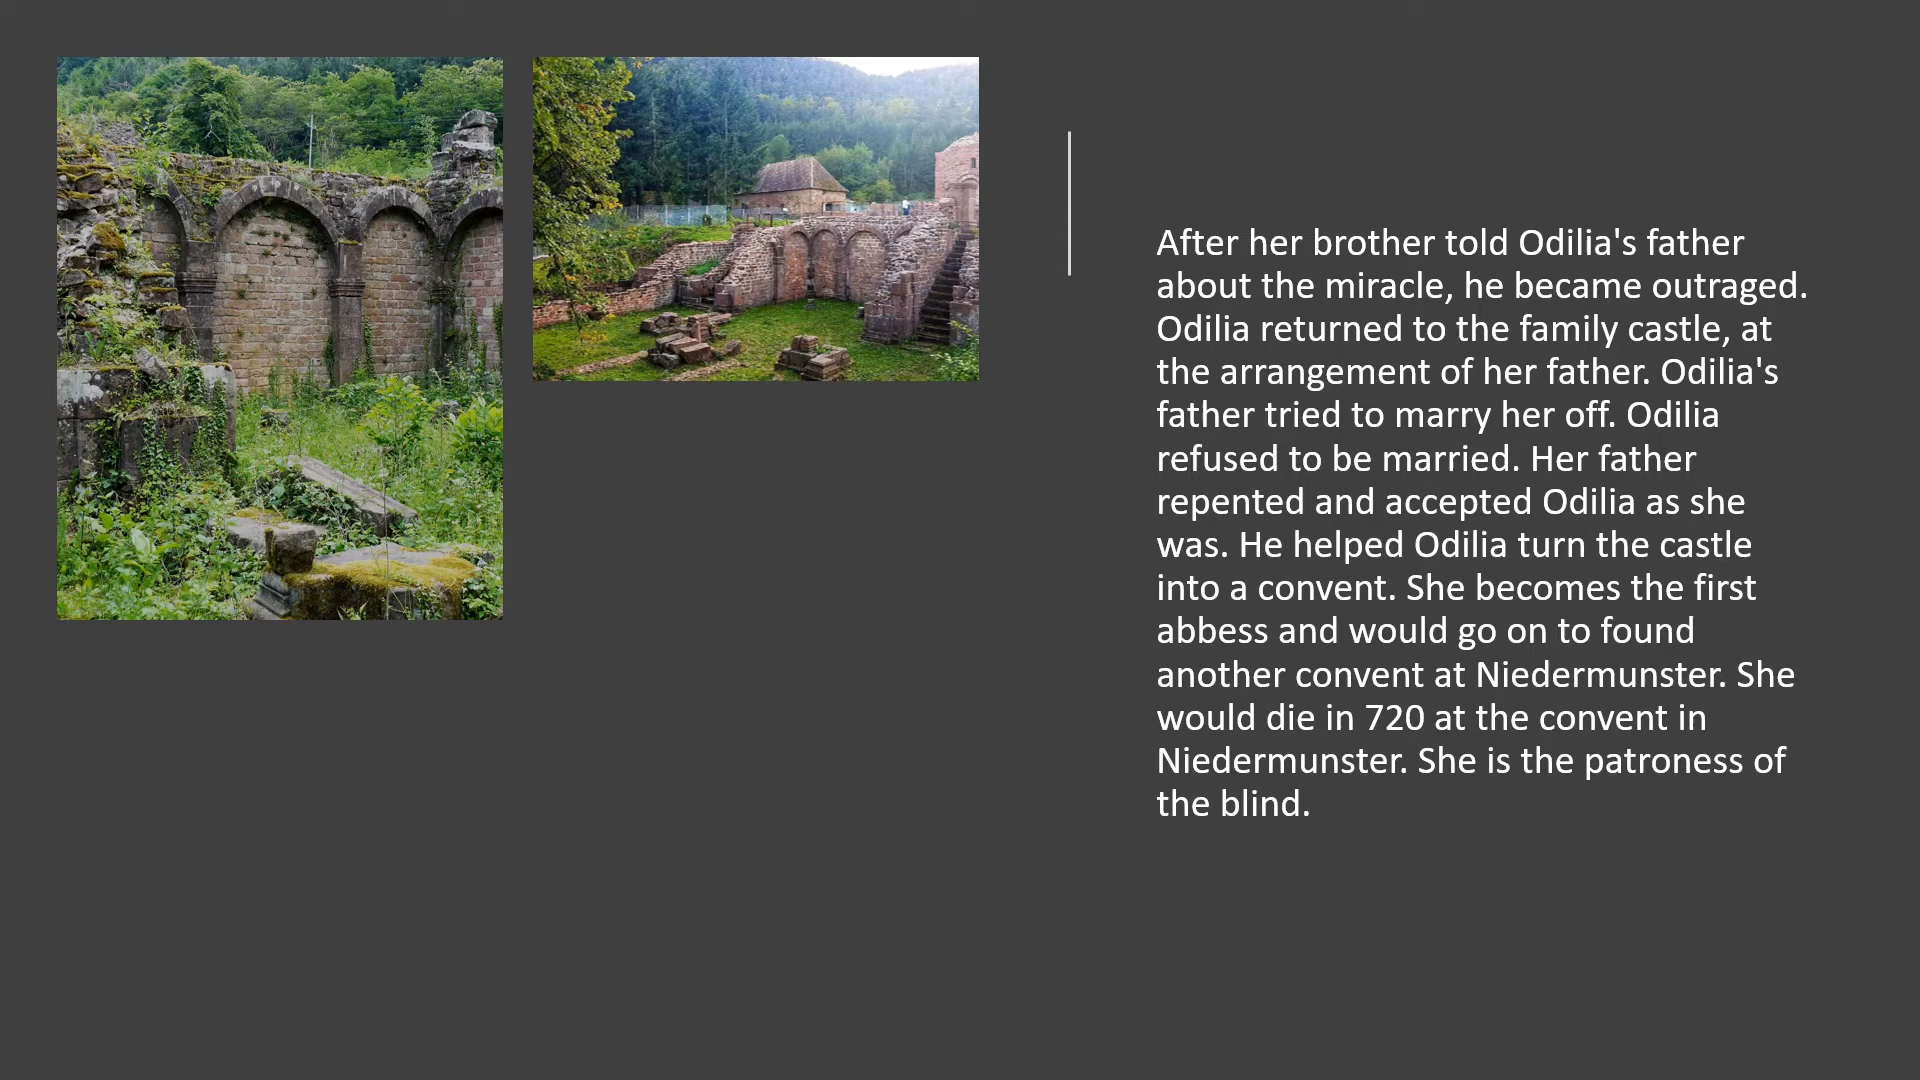 After her brother told Odilia's father
about the miracle, he became outraged.
Odilia returned to the family castle, at
the arrangement of her father. Odilia's
father tried to marry her off. Odilia
refused to be married. Her father
repented and accepted Odilia as she
was. He helped Odilia turn the castle
into a convent. She becomes the first
abbess and would go on to found
another convent at Niedermunster. She
would die in 720 at the convent in
Niedermunster. She is the patroness of
the blind.